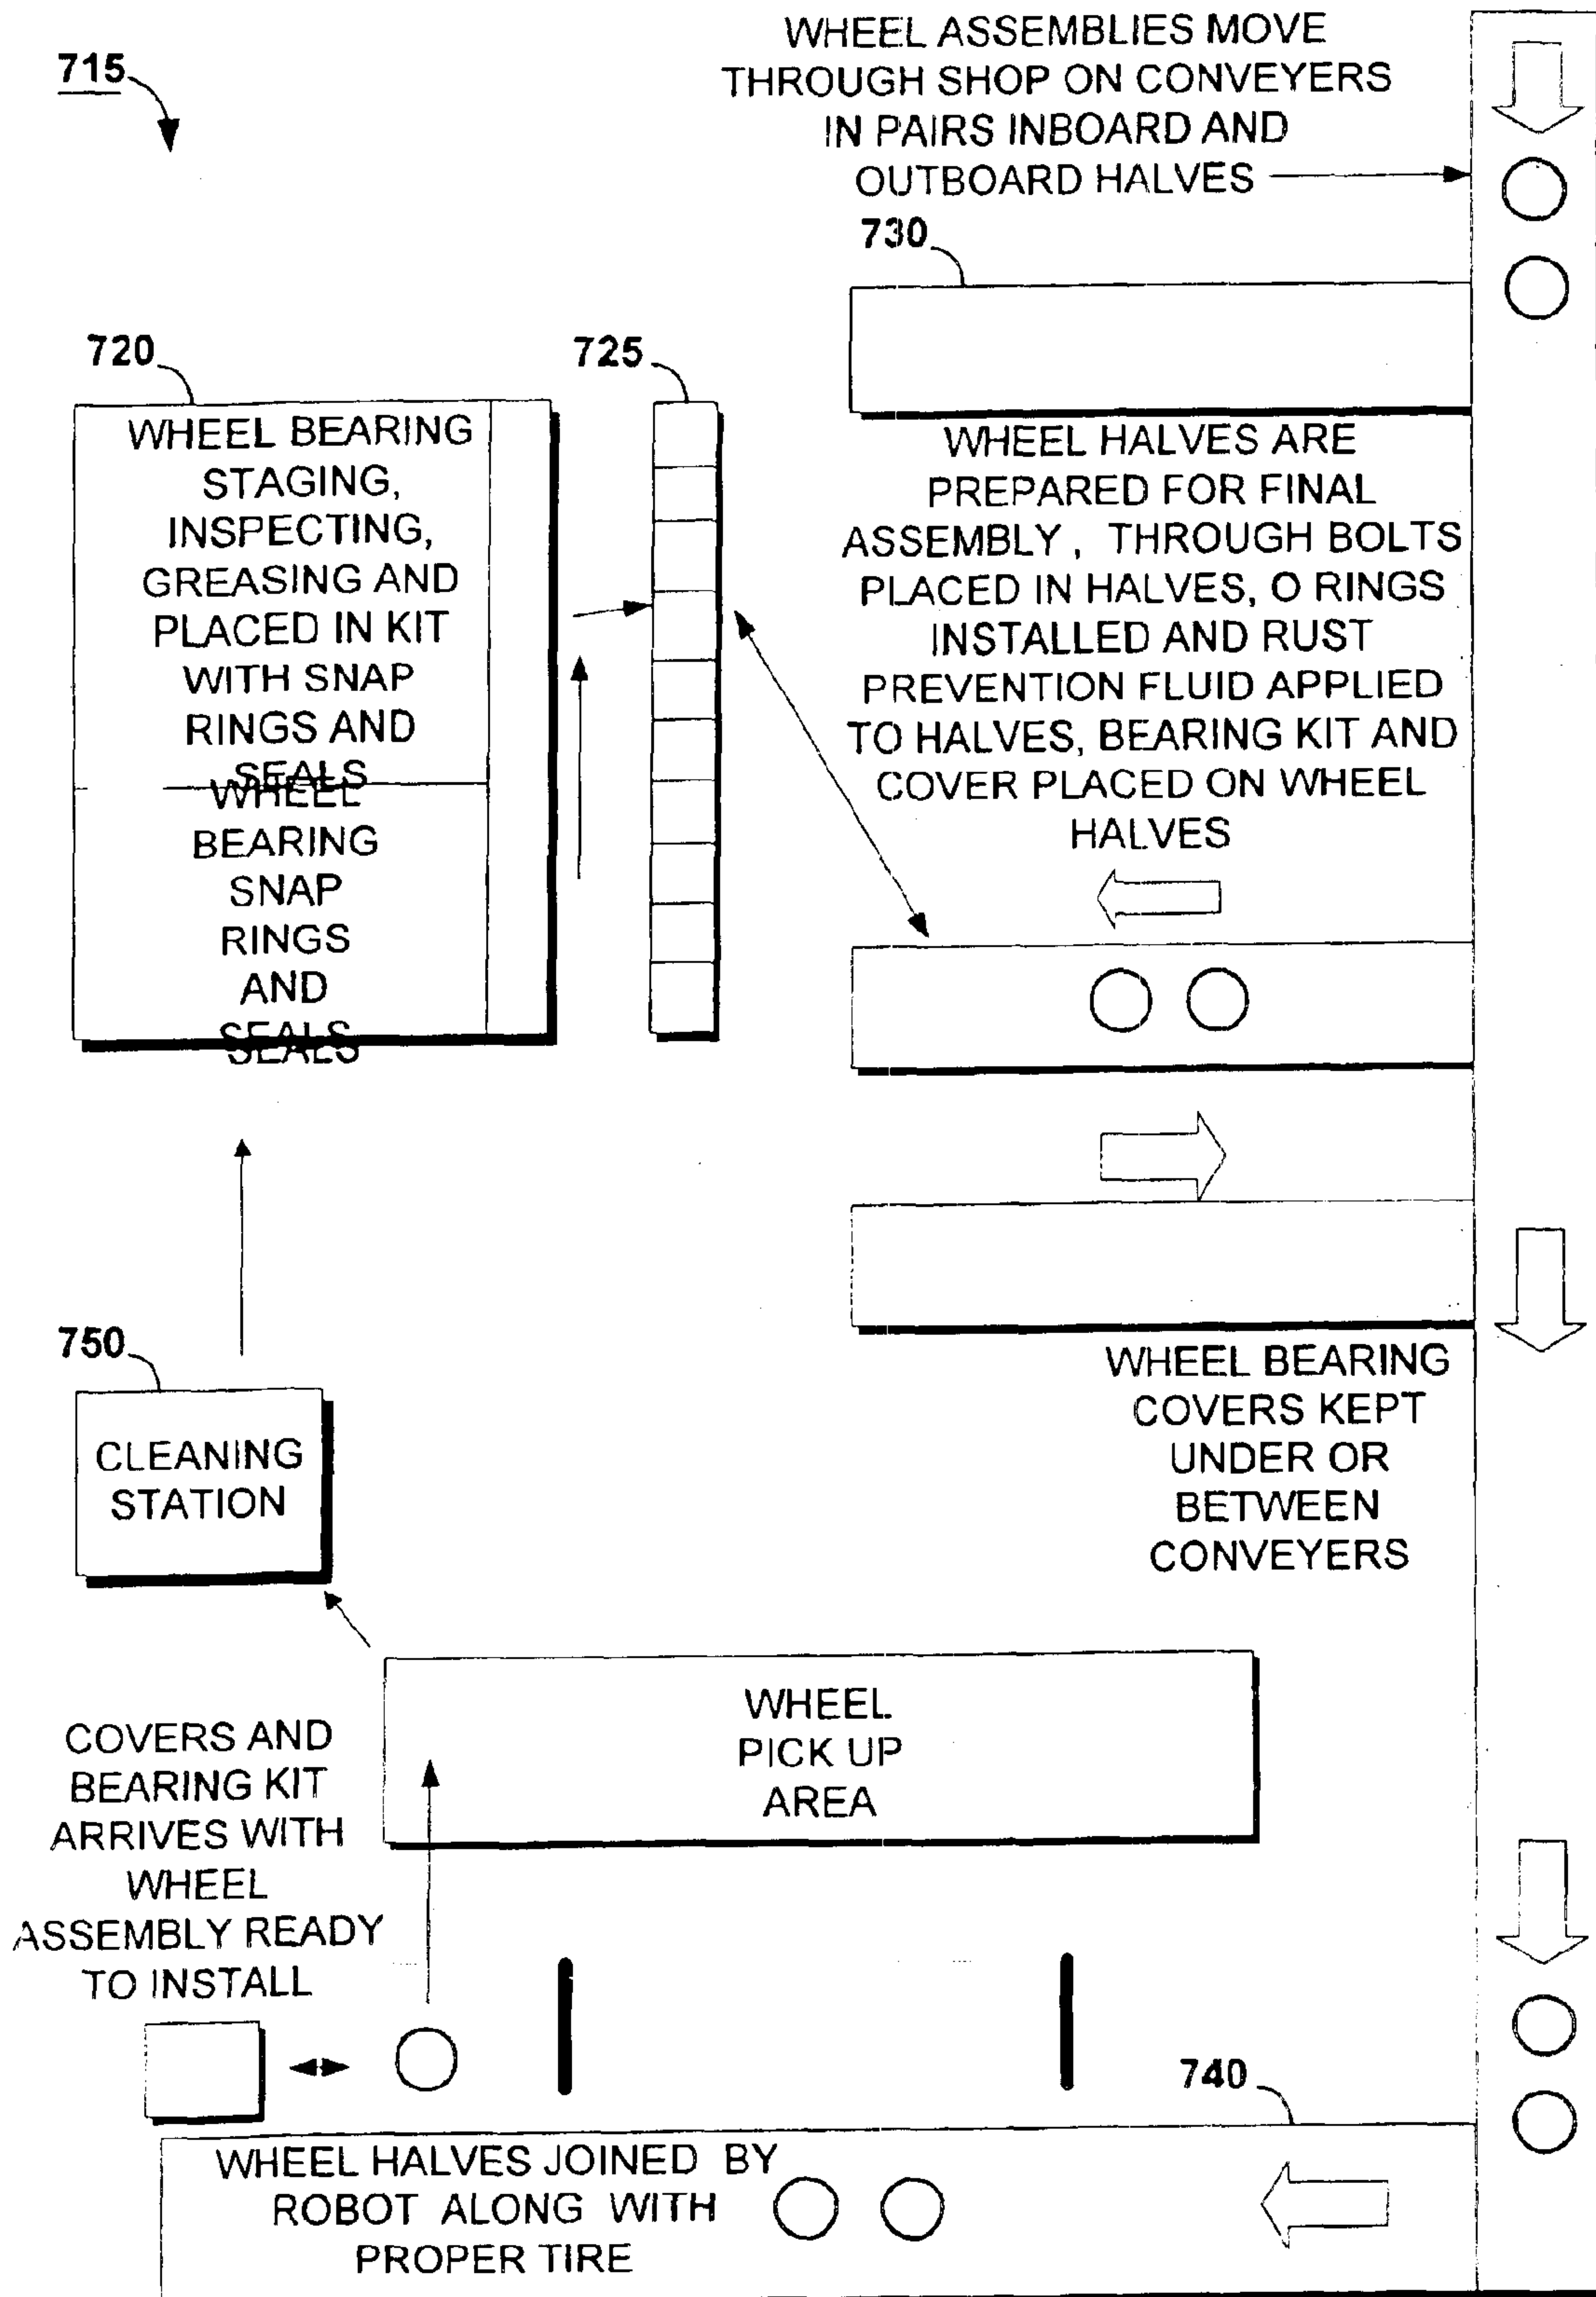 715
WHEEL ASSEMBLIES MOVE
THROUGH SHOP ON CONVEYERS
IN PAIRS INBOARD AND
OUTBOARD HALVES
730
720
725
WHEEL BEARING
STAGING,
INSPECTING,
GREASING AND
PLACED IN KIT
WITH SNAP
RINGS AND
SEALS
WHEEL
BEARING
SNAP
RINGS
AND
SEALS
WHEEL HALVES ARE
PREPARED FOR FINAL
ASSEMBLY , THROUGH BOLTS
PLACED IN HALVES, O RINGS
INSTALLED AND RUST
PREVENTION FLUID APPLIED
TO HALVES, BEARING KIT AND
COVER PLACED ON WHEEL
HALVES
750
CLEANING
STATION
WHEEL BEARING
COVERS KEPT
UNDER OR
BETWEEN
CONVEYERS
WHEEL
PICK UP
AREA
COVERS AND
BEARING KIT
ARRIVES WITH
WHEEL
ASSEMBLY READY
TO INSTALL
740
WHEEL HALVES JOINED BY
ROBOT ALONG WITH
PROPER TIRE